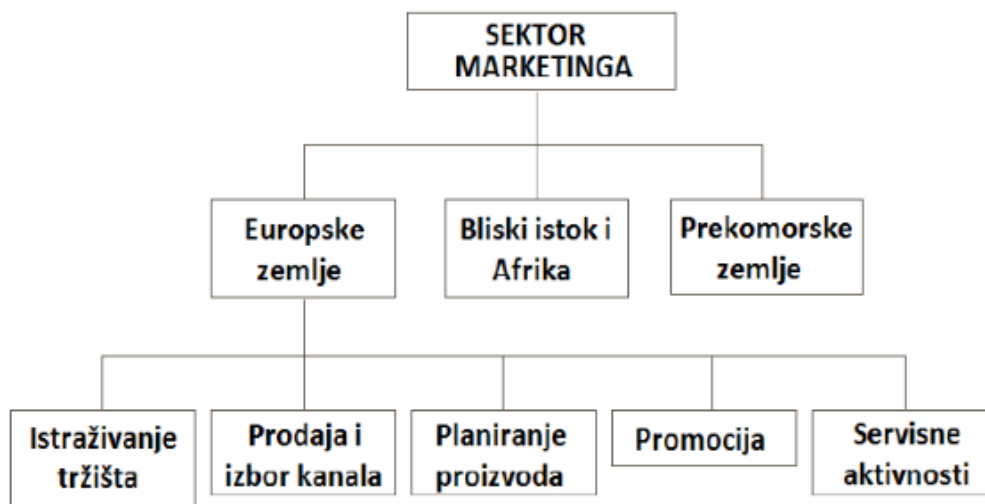 SEKTOR
MARKETINGA
Europske
zemlje
Bliski istok i
Afrika
Prekomorske
zemlje
Istraživanje
tržišta
Prodaja i
izbor kanala
Planiranje
proizvoda
Promocija
Servisne
aktivnosti